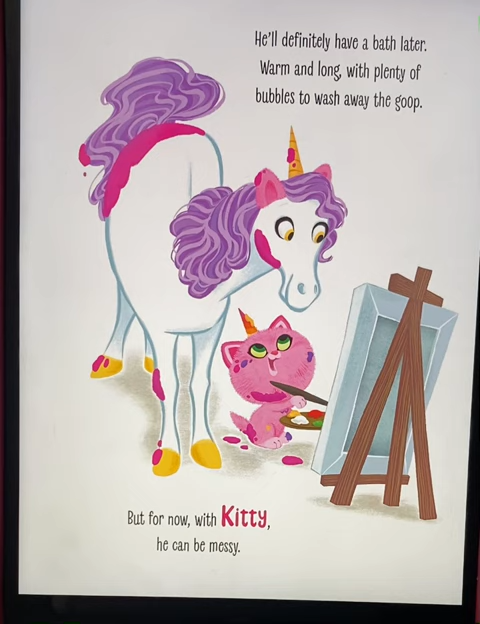 He'll definitely have a bath later.
Warm and long, with plenty of
bubbles to wash away the goop.
But for now, with Kitty,
he can be messy.